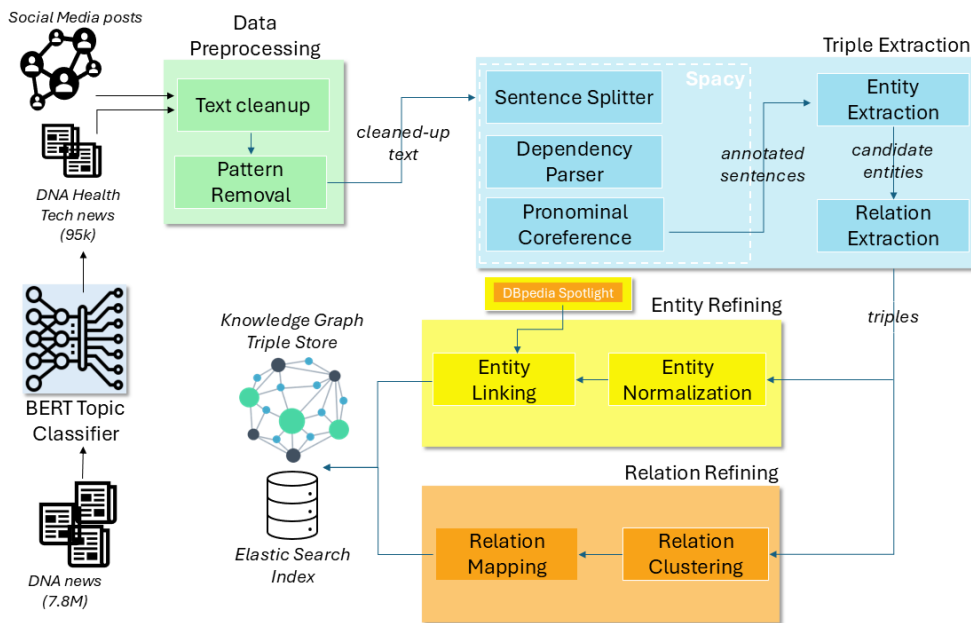 Social Media posts
DNA Health
Tech news
(95k)
BERT Topic
Classifier
DNA news
(7.8M)
Data
Preprocessing
Text cleanup
Pattern
Removal
cleaned-up
text
Triple Extraction
Spacy
Sentence Splitter
Dependency
Parser
Pronominal
Coreference
annotated
sentences
Entity
Extraction
candidate
entities
Relation
Extraction
triples
DBpedia Spotlight
Entity Refining
Entity
Linking
Entity
Normalization
Relation Refining
Relation
Mapping
Relation
Clustering
Knowledge Graph
Triple Store
Elastic Search
Index